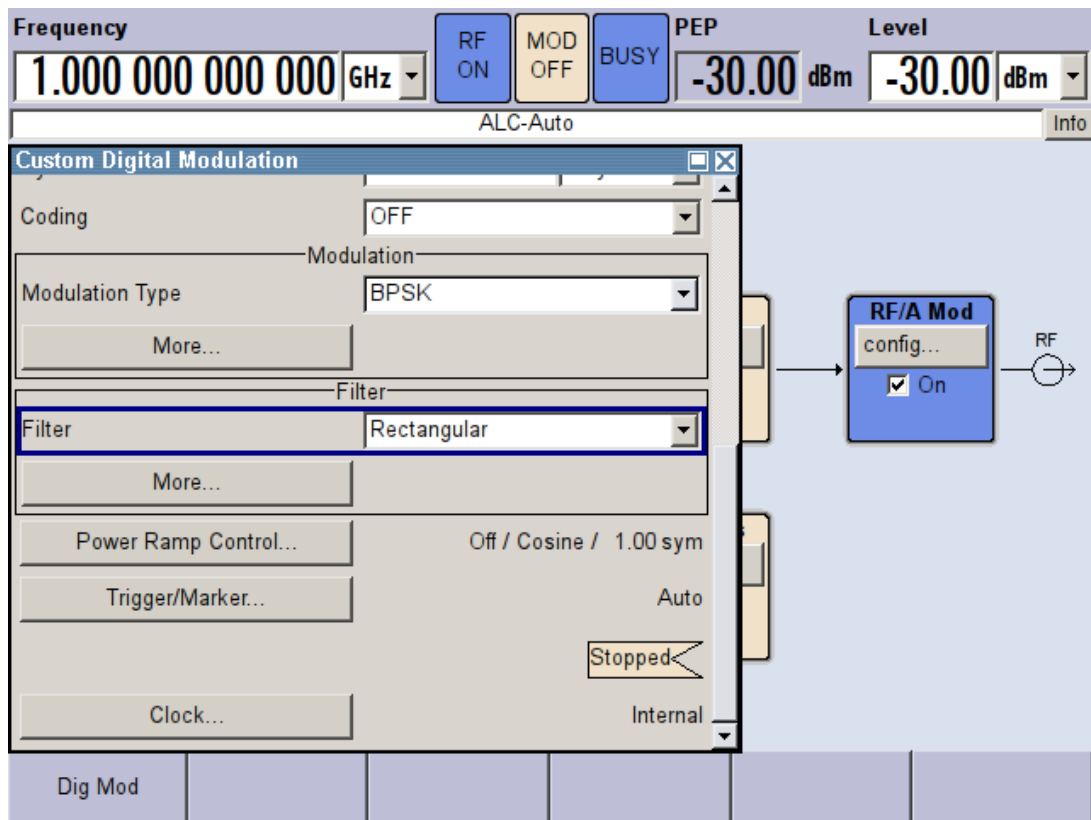 Frequency
RF ON
MOD OFF
BUSY
PEP
Level
1.000 000 000 000 GHz
-30.00 dBm
-30.00 dBm
ALC-Auto
Info
Custom Digital Modulation
Coding OFF
Modulation
Modulation Type BPSK
More...
Filter
Filter Rectangular
More...
Power Ramp Control... Off / Cosine / 1.00 sym
Trigger/Marker... Auto
Stopped
Clock... Internal
RF/A Mod
config...
On
RF
Dig Mod